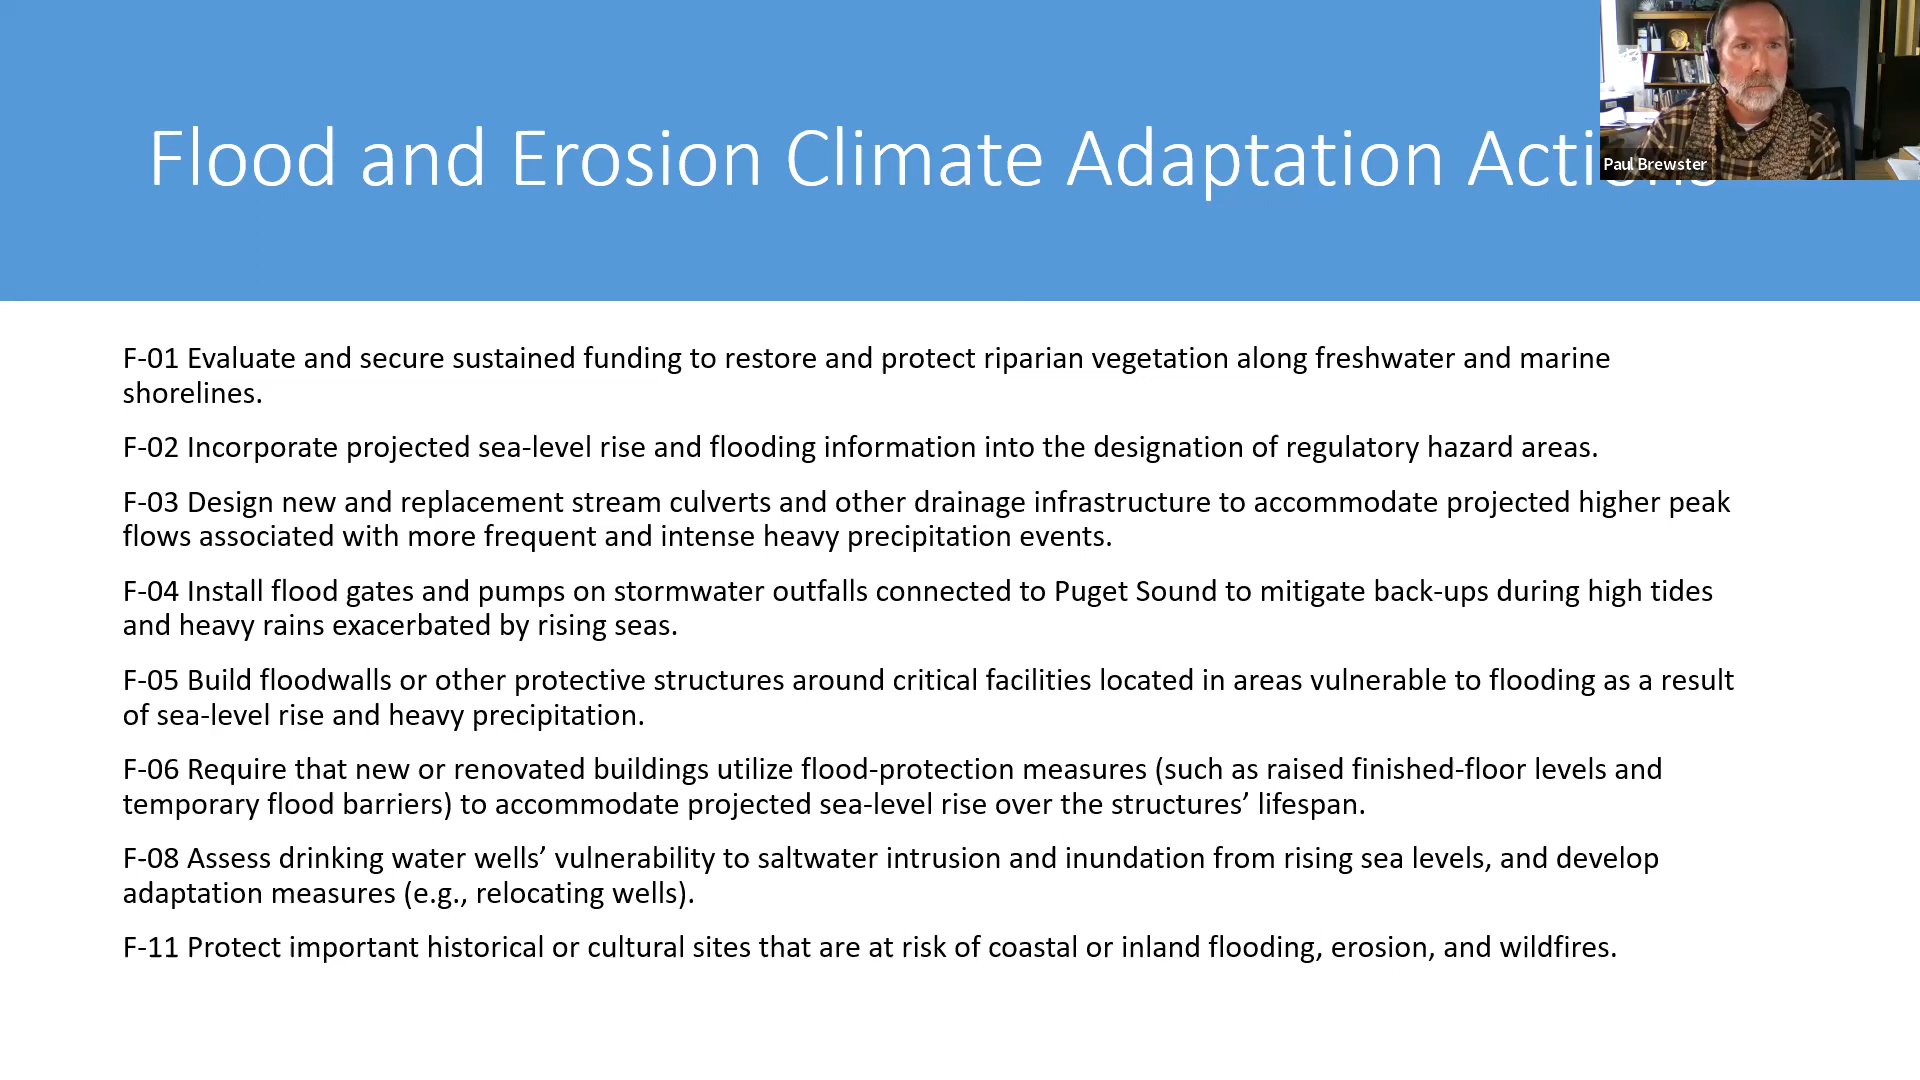 Flood and Erosion Climate Adaptation Actions
Paul Brewster
F-01 Evaluate and secure sustained funding to restore and protect riparian vegetation along freshwater and marine
shorelines.
F-02 Incorporate projected sea-level rise and flooding information into the designation of regulatory hazard areas.
F-03 Design new and replacement stream culverts and other drainage infrastructure to accommodate projected higher peak
flows associated with more frequent and intense heavy precipitation events.
F-04 Install flood gates and pumps on stormwater outfalls connected to Puget Sound to mitigate back-ups during high tides
and heavy rains exacerbated by rising seas.
F-05 Build floodwalls or other protective structures around critical facilities located in areas vulnerable to flooding as a result
of sea-level rise and heavy precipitation.
F-06 Require that new or renovated buildings utilize flood-protection measures (such as raised finished-floor levels and
temporary flood barriers) to accommodate projected sea-level rise over the structures’ lifespan.
F-08 Assess drinking water wells’ vulnerability to saltwater intrusion and inundation from rising sea levels, and develop
adaptation measures (e.g., relocating wells).
F-11 Protect important historical or cultural sites that are at risk of coastal or inland flooding, erosion, and wildfires.